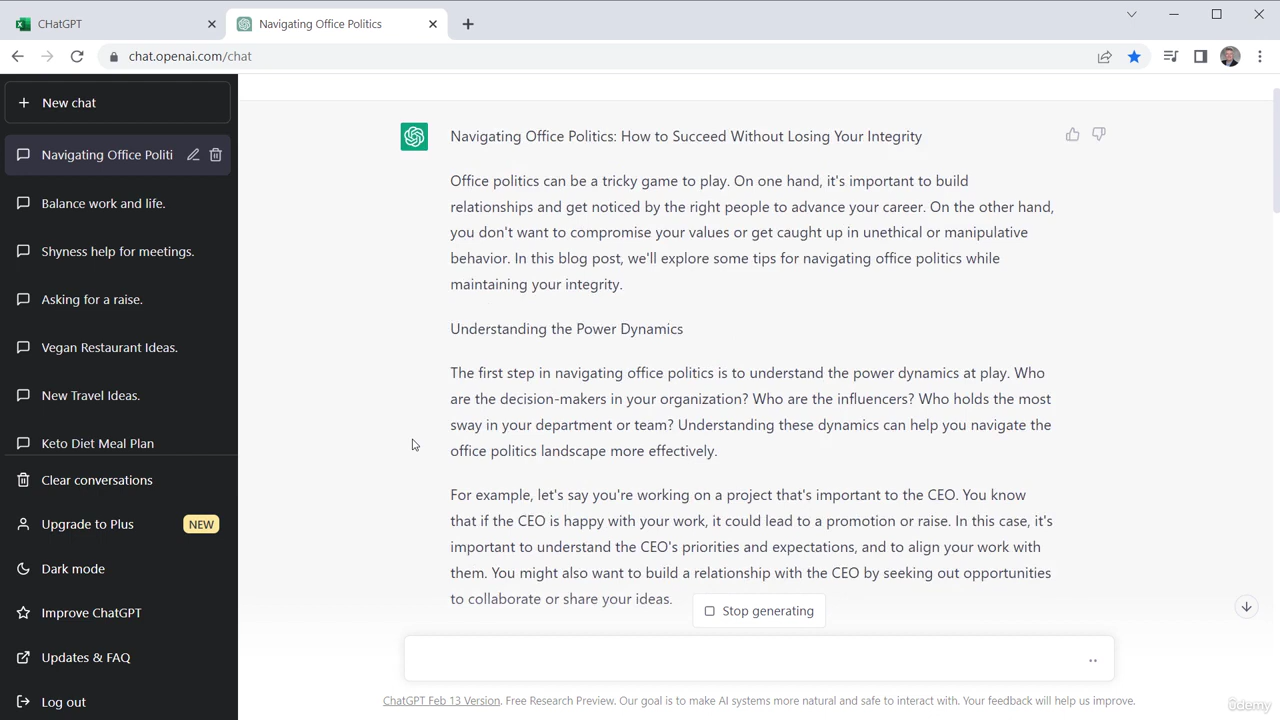 CHatGPT
Navigating Office Politics
chat.openai.com/chat
New chat
Navigating Office Politi
Balance work and life.
Shyness help for meetings.
Asking for a raise.
Vegan Restaurant Ideas.
New Travel Ideas.
Keto Diet Meal Plan
Clear conversations
Upgrade to Plus NEW
Dark mode
Improve ChatGPT
Updates & FAQ
Log out
Navigating Office Politics: How to Succeed Without Losing Your Integrity
Office politics can be a tricky game to play. On one hand, it's important to build
relationships and get noticed by the right people to advance your career. On the other hand,
you don't want to compromise your values or get caught up in unethical or manipulative
behavior. In this blog post, we'll explore some tips for navigating office politics while
maintaining your integrity.
Understanding the Power Dynamics
The first step in navigating office politics is to understand the power dynamics at play. Who
are the decision-makers in your organization? Who are the influencers? Who holds the most
sway in your department or team? Understanding these dynamics can help you navigate the
office politics landscape more effectively.
For example, let's say you're working on a project that's important to the CEO. You know
that if the CEO is happy with your work, it could lead to a promotion or raise. In this case, it's
important to understand the CEO's priorities and expectations, and to align your work with
them. You might also want to build a relationship with the CEO by seeking out opportunities
to collaborate or share your ideas.
Stop generating
ChatGPT Feb 13 Version. Free Research Preview. Our goal is to make AI systems more natural and safe to interact with. Your feedback will help us improve.
ûdemy